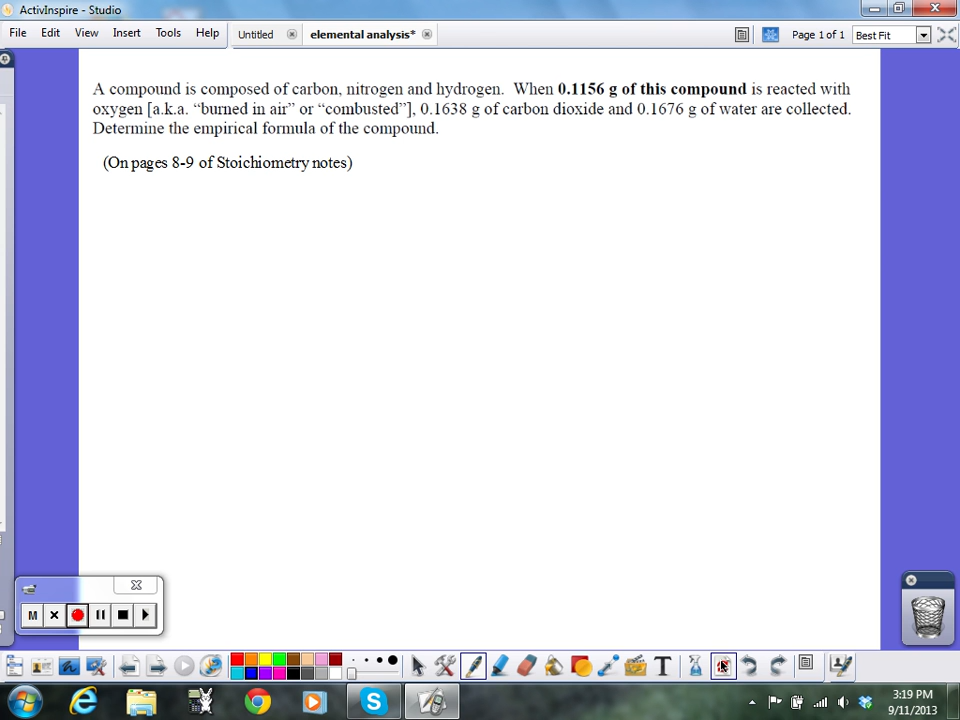 ActivInspire - Studio
File Edit View Insert Tools Help
Untitled
elemental analysis*
Page 1 of 1
Best Fit
A compound is composed of carbon, nitrogen and hydrogen. When 0.1156 g of this compound is reacted with
oxygen [a.k.a. “burned in air” or “combusted”], 0.1638 g of carbon dioxide and 0.1676 g of water are collected.
Determine the empirical formula of the compound.
(On pages 8-9 of Stoichiometry notes)
M
T
3:19 PM
9/11/2013